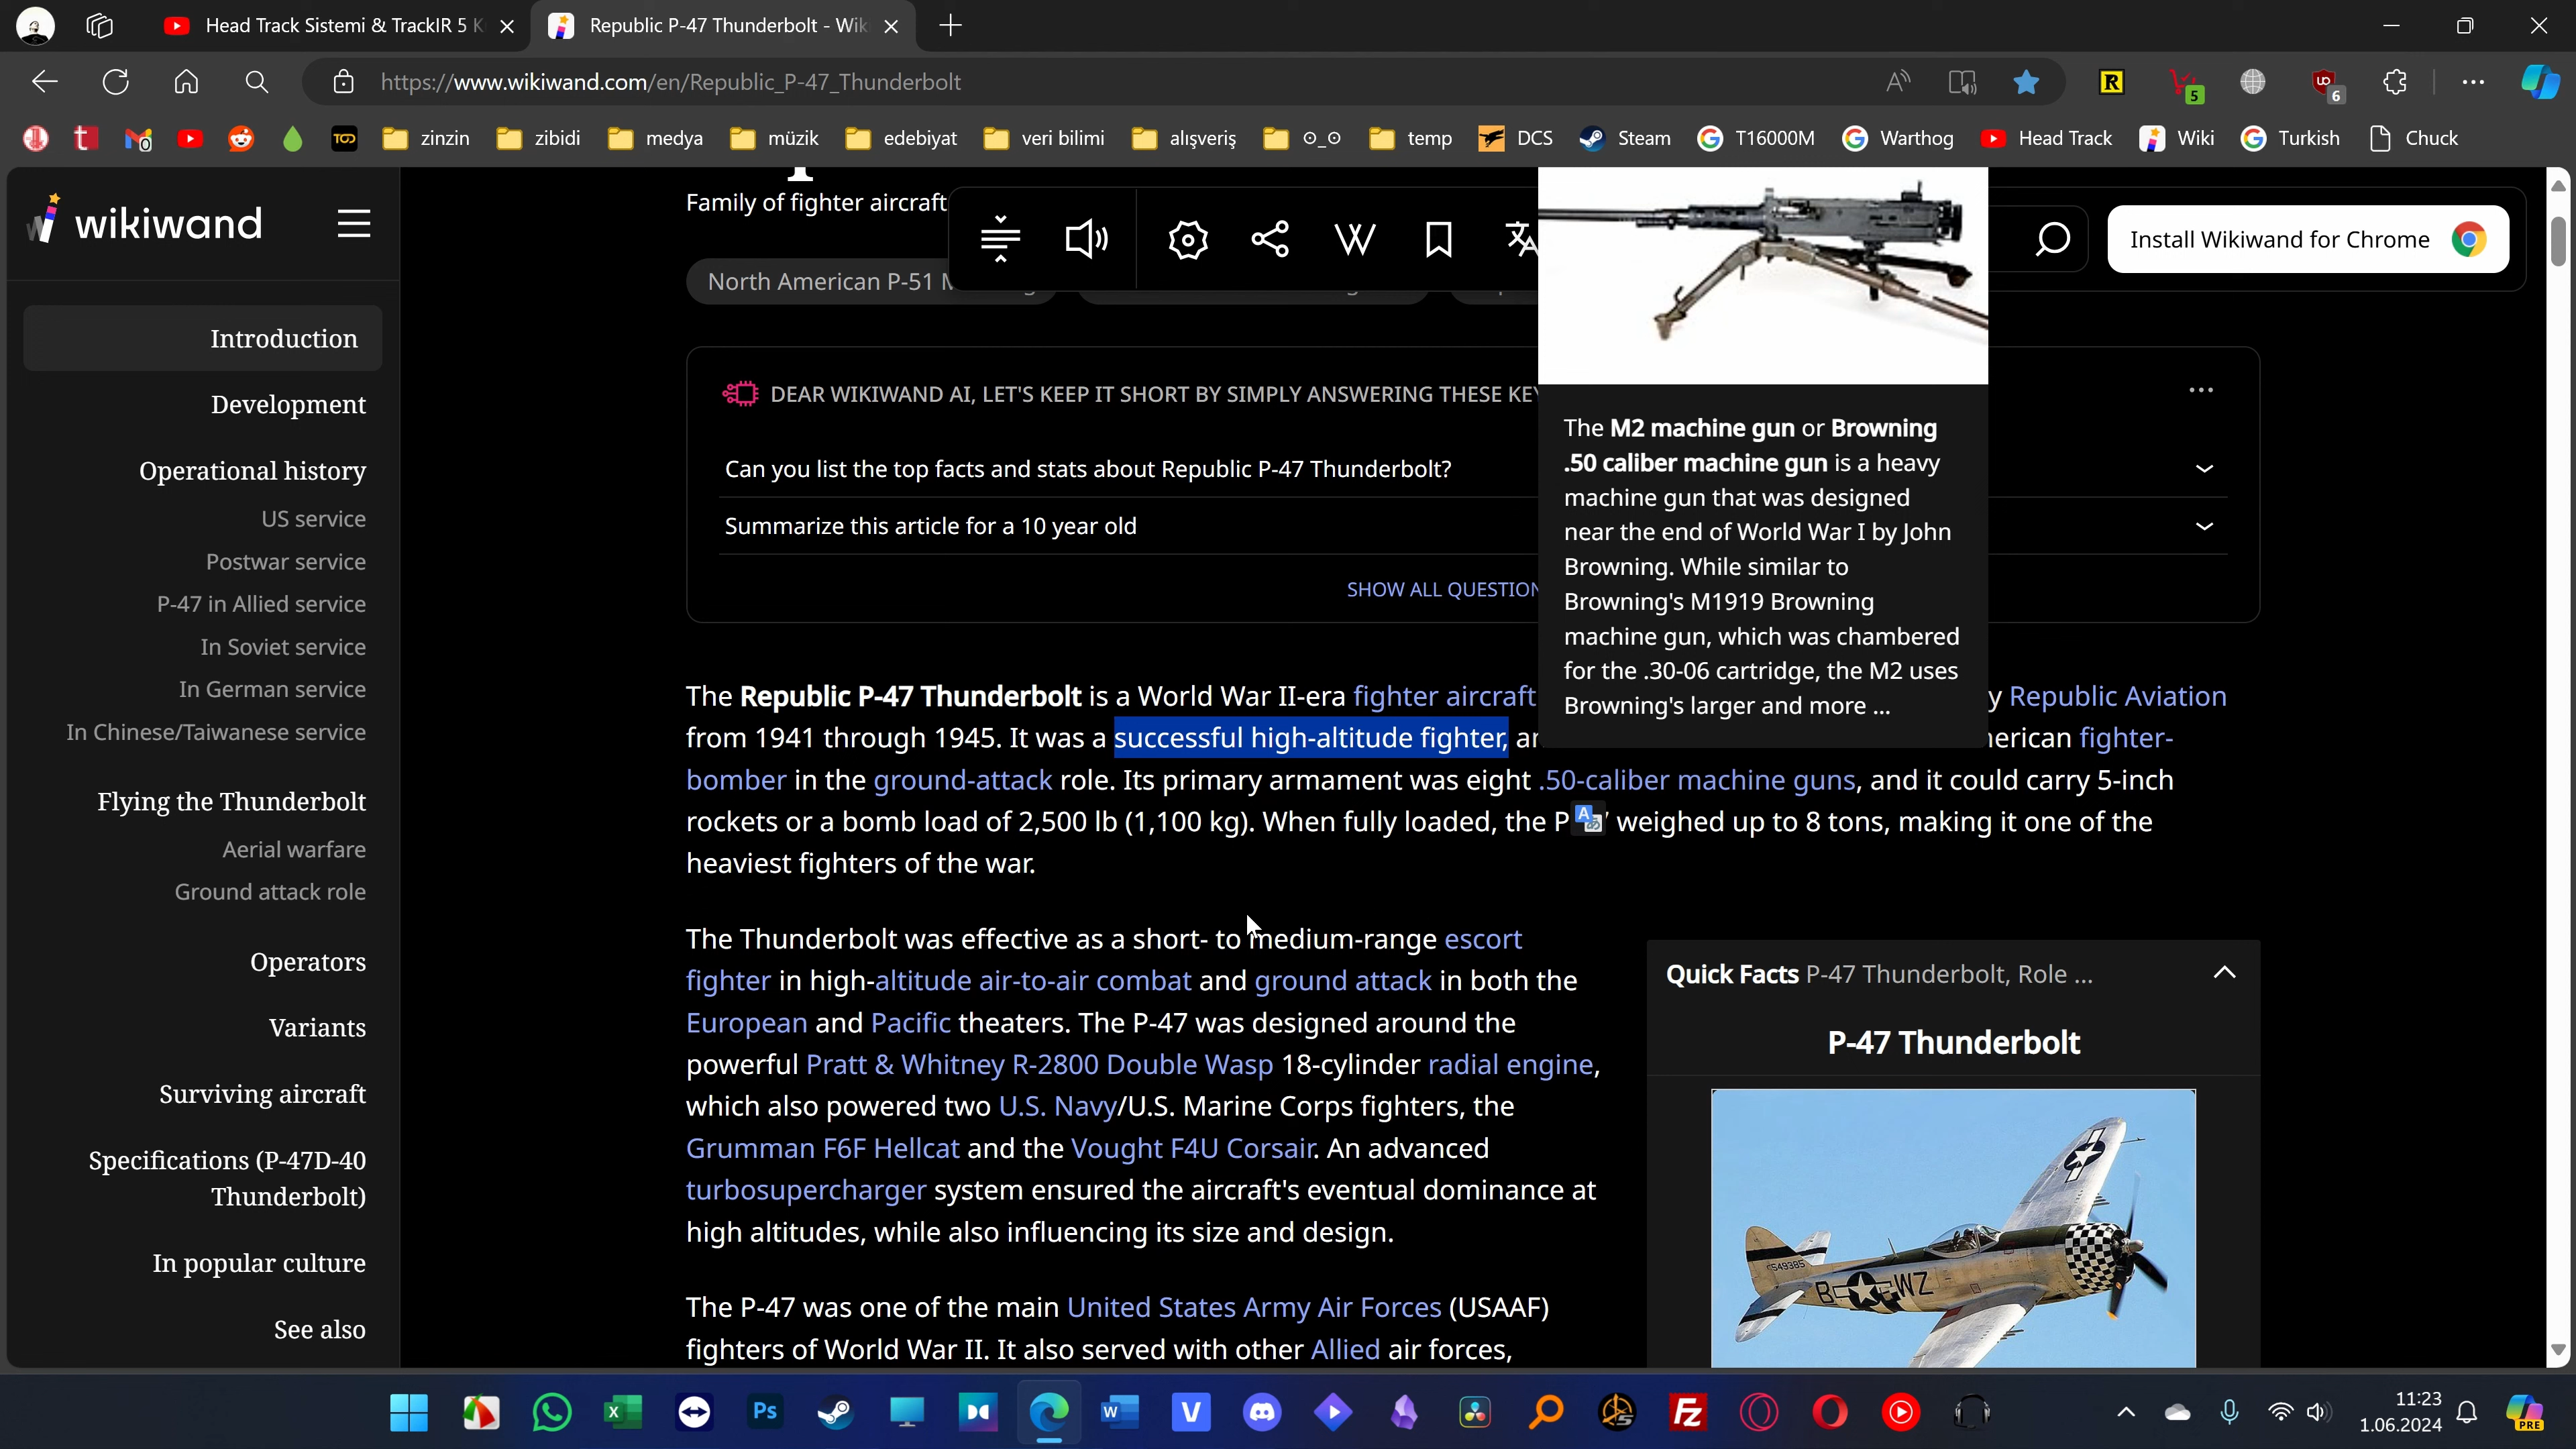 Head Track Sistemi & TrackIR 5 K
Republic P-47 Thunderbolt - Wik
https://www.wikiwand.com/en/Republic_P-47_Thunderbolt
5
UD
6
0
TOD
zinzin
zibidi
medya
müzik
edebiyat
veri bilimi
alışveriş
⊙_⊙
temp
DCS
Steam
T16000M
Warthog
Head Track
Wiki
Turkish
Chuck
wikiwand
Introduction
Development
Operational history
US service
Postwar service
P-47 in Allied service
In Soviet service
In German service
In Chinese/Taiwanese service
Flying the Thunderbolt
Aerial warfare
Ground attack role
Operators
Variants
Surviving aircraft
Specifications (P-47D-40
Thunderbolt)
In popular culture
See also
Family of fighter aircraft
Install Wikiwand for Chrome
North American P-51
DEAR WIKIWAND AI, LET'S KEEP IT SHORT BY SIMPLY ANSWERING THESE KEY
Can you list the top facts and stats about Republic P-47 Thunderbolt?
Summarize this article for a 10 year old
SHOW ALL QUESTION
The M2 machine gun or Browning
.50 caliber machine gun is a heavy
machine gun that was designed
near the end of World War I by John
Browning. While similar to
Browning's M1919 Browning
machine gun, which was chambered
for the .30-06 cartridge, the M2 uses
Browning's larger and more ...
The Republic P-47 Thunderbolt is a World War II-era fighter aircraft y Republic Aviation
from 1941 through 1945. It was a successful high-altitude fighter, an erican fighter-
bomber in the ground-attack role. Its primary armament was eight .50-caliber machine guns, and it could carry 5-inch
rockets or a bomb load of 2,500 lb (1,100 kg). When fully loaded, the P weighed up to 8 tons, making it one of the
heaviest fighters of the war.
The Thunderbolt was effective as a short- to medium-range escort
fighter in high-altitude air-to-air combat and ground attack in both the
European and Pacific theaters. The P-47 was designed around the
powerful Pratt & Whitney R-2800 Double Wasp 18-cylinder radial engine,
which also powered two U.S. Navy/U.S. Marine Corps fighters, the
Grumman F6F Hellcat and the Vought F4U Corsair. An advanced
turbosupercharger system ensured the aircraft's eventual dominance at
high altitudes, while also influencing its size and design.
The P-47 was one of the main United States Army Air Forces (USAAF)
fighters of World War II. It also served with other Allied air forces,
Quick Facts P-47 Thunderbolt, Role ...
P-47 Thunderbolt
B WZ
11:23
1.06.2024
PRE